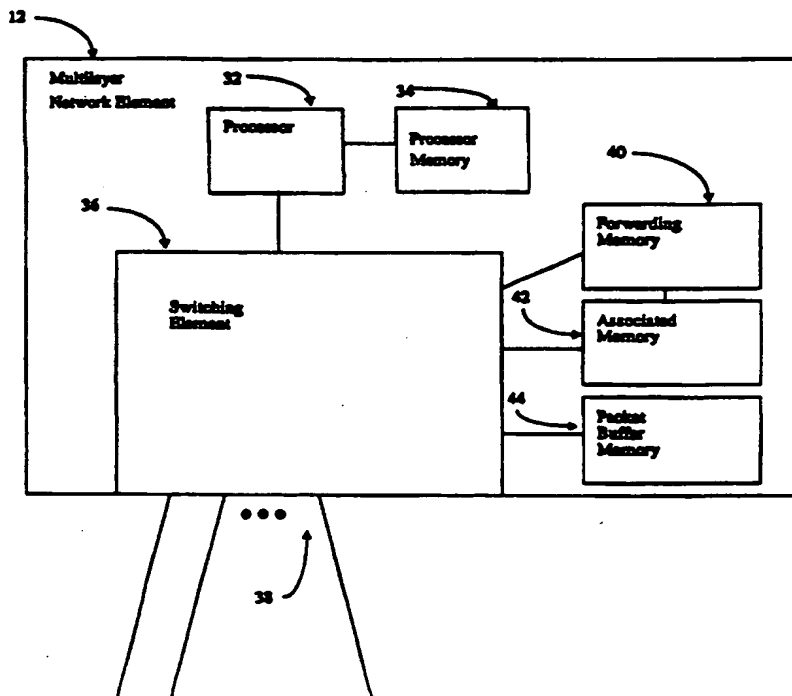 12
Multilayer
Network Element
32
34
Processor
Processor
Memory
40
36
Forwarding
Memory
Switching
Element
42
Associated
Memory
44
Packet
Buffer
Memory
38